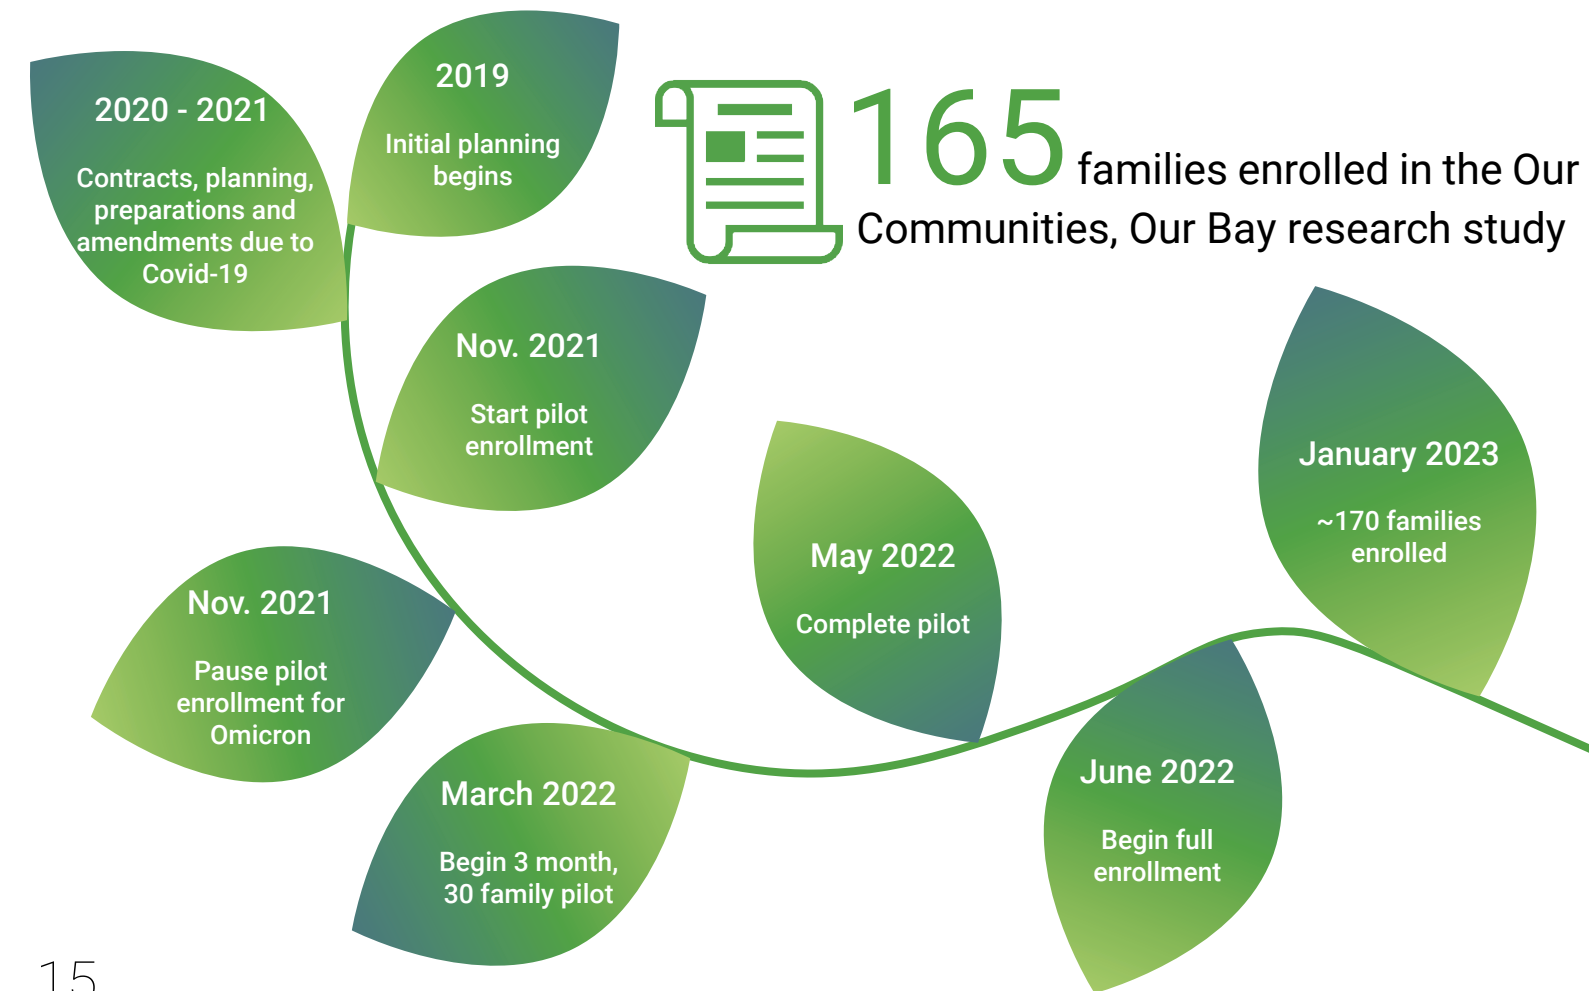 2019
Initial planning
begins
2020 - 2021
Contracts, planning,
preparations and
amendments due to
Covid-19
165 families enrolled in the Our
Communities, Our Bay research study
Nov. 2021
Start pilot
enrollment
Nov. 2021
Pause pilot
enrollment for
Omicron
March 2022
Begin 3 month,
30 family pilot
May 2022
Complete pilot
June 2022
Begin full
enrollment
January 2023
~170 families
enrolled
15